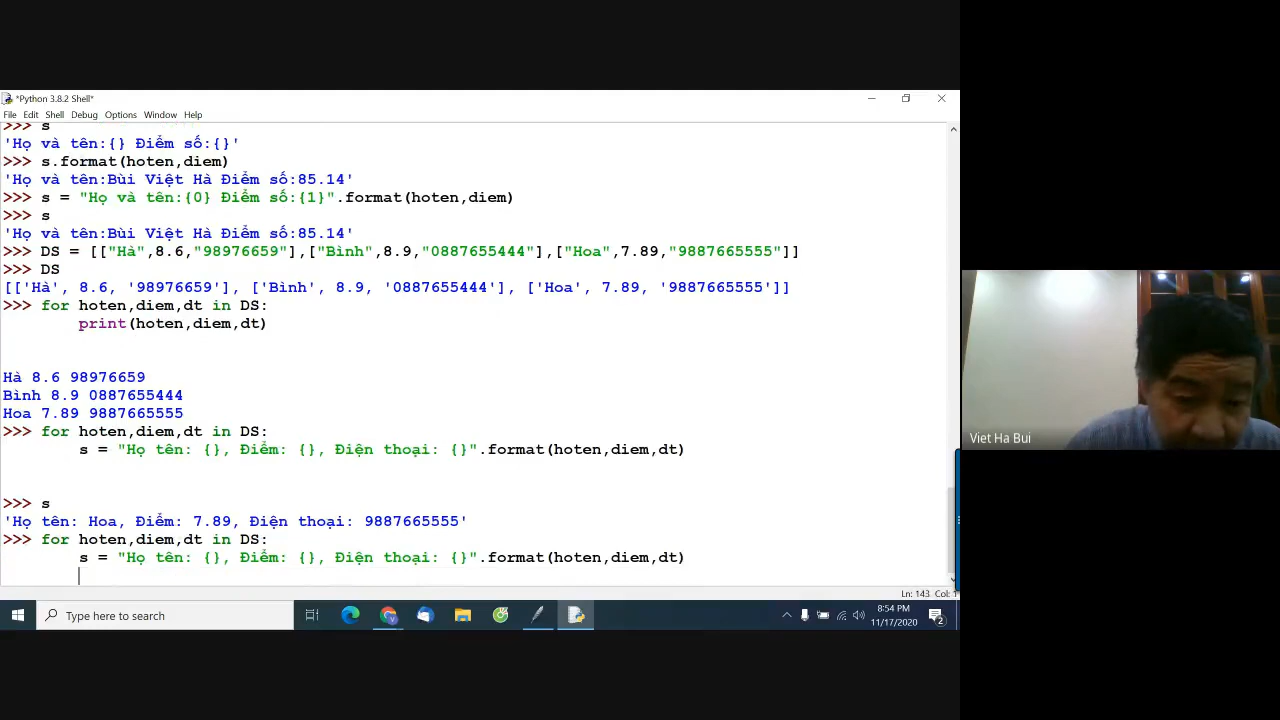 *Python 3.8.2 Shell*
File Edit Shell Debug Options Window Help
>>> s
'Họ và tên:{} Điểm số:{}'
>>> s.format(hoten,diem)
'Họ và tên:Bùi Việt Hà Điểm số:85.14'
>>> s = "Họ và tên:{0} Điểm số:{1}".format(hoten,diem)
>>> s
'Họ và tên:Bùi Việt Hà Điểm số:85.14'
>>> DS = [["Hà",8.6,"98976659"],["Bình",8.9,"0887655444"],["Hoa",7.89,"9887665555"]]
>>> DS
[['Hà', 8.6, '98976659'], ['Bình', 8.9, '0887655444'], ['Hoa', 7.89, '9887665555']]
>>> for hoten,diem,dt in DS:
print(hoten,diem,dt)
Hà 8.6 98976659
Bình 8.9 0887655444
Hoa 7.89 9887665555
>>> for hoten,diem,dt in DS:
s = "Họ tên: {}, Điểm: {}, Điện thoại: {}".format(hoten,diem,dt)
>>> s
'Họ tên: Hoa, Điểm: 7.89, Điện thoại: 9887665555'
>>> for hoten,diem,dt in DS:
s = "Họ tên: {}, Điểm: {}, Điện thoại: {}".format(hoten,diem,dt)
Ln: 143 Col:
Type here to search
8:54 PM
11/17/2020
2
Viet Ha Bui